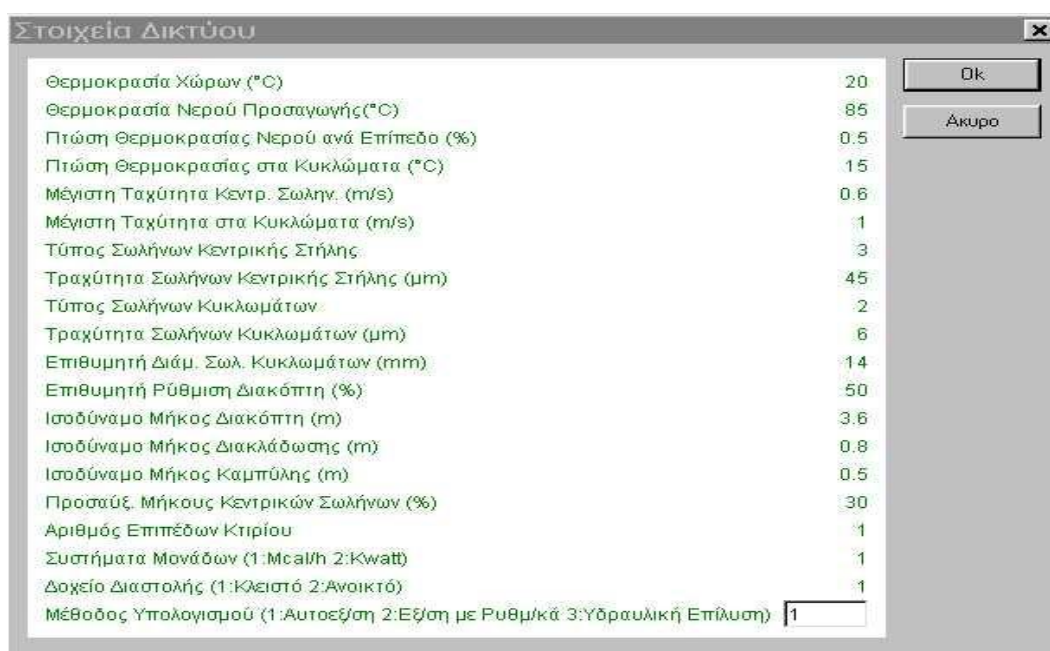 Στοιχεία Δικτύου
Θερμοκρασία Χώρων (°C) 20
Θερμοκρασία Νερού Προσαγωγής(°C) 85
Πτώση Θερμοκρασίας Νερού ανά Επίπεδο (%) 0.5
Πτώση Θερμοκρασίας στα Κυκλώματα (°C) 15
Μέγιστη Ταχύτητα Κεντρ. Σωλην. (m/s) 0.6
Μέγιστη Ταχύτητα στα Κυκλώματα (m/s) 1
Τύπος Σωλήνων Κεντρικής Στήλης 3
Τραχύτητα Σωλήνων Κεντρικής Στήλης (μm) 45
Τύπος Σωλήνων Κυκλωμάτων 2
Τραχύτητα Σωλήνων Κυκλωμάτων (μm) 6
Επιθυμητή Διάμ. Σωλ. Κυκλωμάτων (mm) 14
Επιθυμητή Ρύθμιση Διακόπτη (%) 50
Ισοδύναμο Μήκος Διακόπτη (m) 3.6
Ισοδύναμο Μήκος Διακλάδωσης (m) 0.8
Ισοδύναμο Μήκος Καμπύλης (m) 0.5
Προσαύξ. Μήκους Κεντρικών Σωλήνων (%) 30
Αριθμός Επιπέδων Κτιρίου 1
Συστήματα Μονάδων (1:Mcal/h 2:Kwatt) 1
Δοχείο Διαστολής (1:Κλειστό 2:Ανοικτό) 1
Μέθοδος Υπολογισμού (1:Αυτοεξ/ση 2:Εξ/ση με Ρυθμ/κά 3:Υδραυλική Επίλυση) 1
Ok
Ακυρο